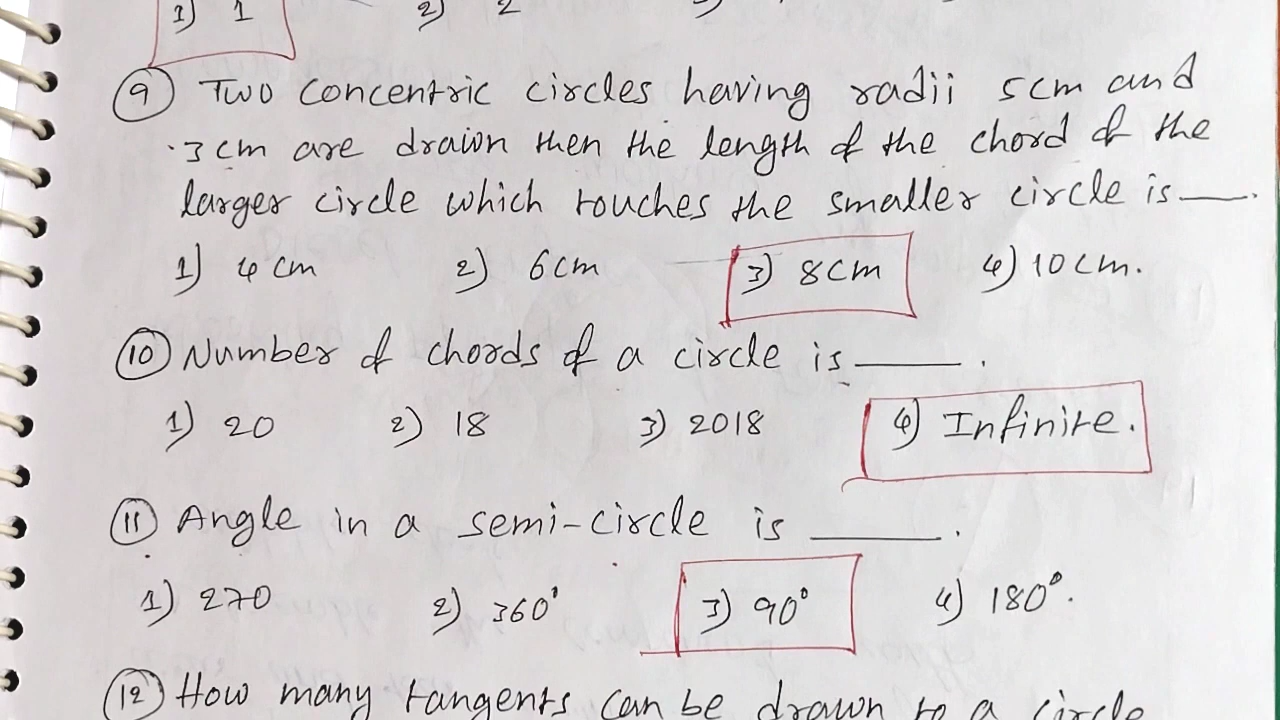 1) 1 2) 2
9 Two concentric circles having radii 5cm and
3cm are drawn then the length of the chord of the
larger circle which touches the smaller circle is ___.
1) 4cm 2) 6cm 3) 8cm 4) 10cm.
10 Number of chords of a circle is ___.
1) 20 2) 18 3) 2018 4) Infinite.
11 Angle in a semi-circle is ___.
1) 270 2) 360° 3) 90° 4) 180°.
12 How many tangents can be drawn to a circle